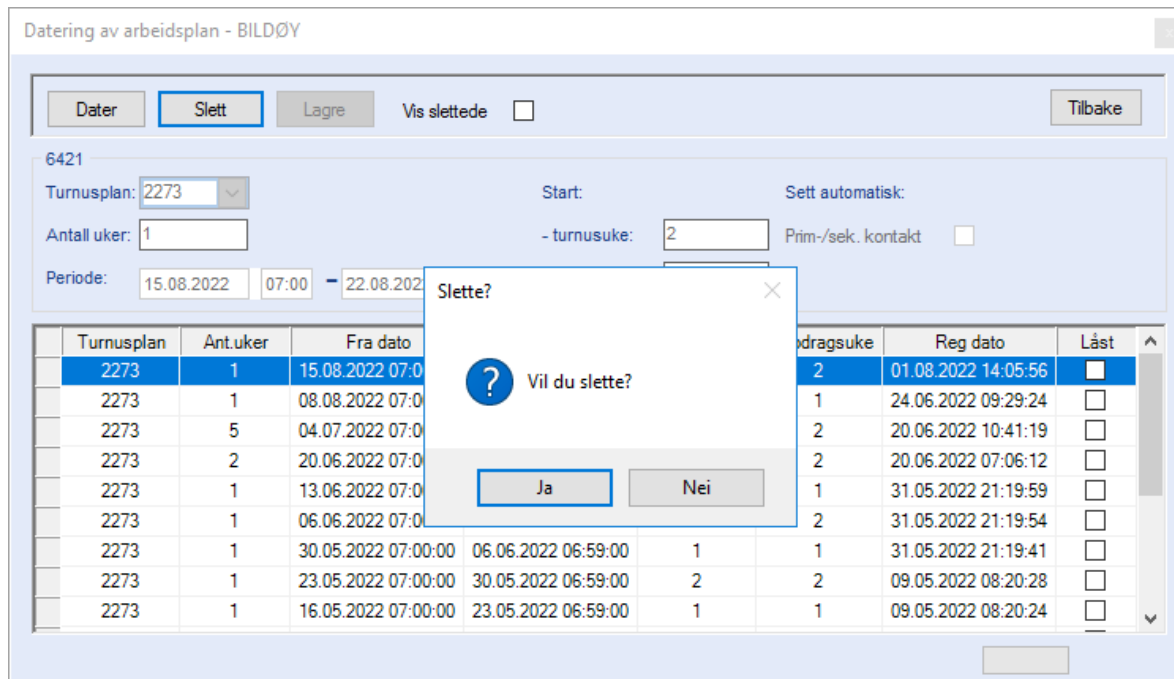 Datering av arbeidsplan - BILDØY
Dater Slett Lagre Vis slettede Tilbake
6421
Turnusplan: 2273 Start: Sett automatisk:
Antall uker: 1 - turnusuke: 2 Prim-/sek. kontakt
Periode: 15.08.2022 07:00 - 22.08.202
Slette?
Vil du slette?
Ja Nei
Turnusplan Ant.uker Fra dato dragsuke Reg dato Låst
2273 1 15.08.2022 07:0 2 01.08.2022 14:05:56
2273 1 08.08.2022 07:0 1 24.06.2022 09:29:24
2273 5 04.07.2022 07:0 2 20.06.2022 10:41:19
2273 2 20.06.2022 07:0 2 20.06.2022 07:06:12
2273 1 13.06.2022 07:0 1 31.05.2022 21:19:59
2273 1 06.06.2022 07:0 2 31.05.2022 21:19:54
2273 1 30.05.2022 07:00:00 06.06.2022 06:59:00 1 1 31.05.2022 21:19:41
2273 1 23.05.2022 07:00:00 30.05.2022 06:59:00 2 2 09.05.2022 08:20:28
2273 1 16.05.2022 07:00:00 23.05.2022 06:59:00 1 1 09.05.2022 08:20:24